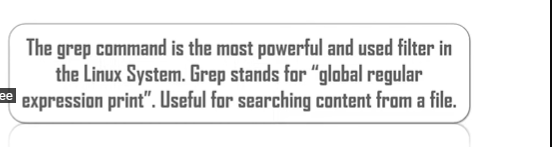 The grep command is the most powerful and used filter in
the Linux System. Grep stands for “global regular
ee
expression print”. Useful for searching content from a file.